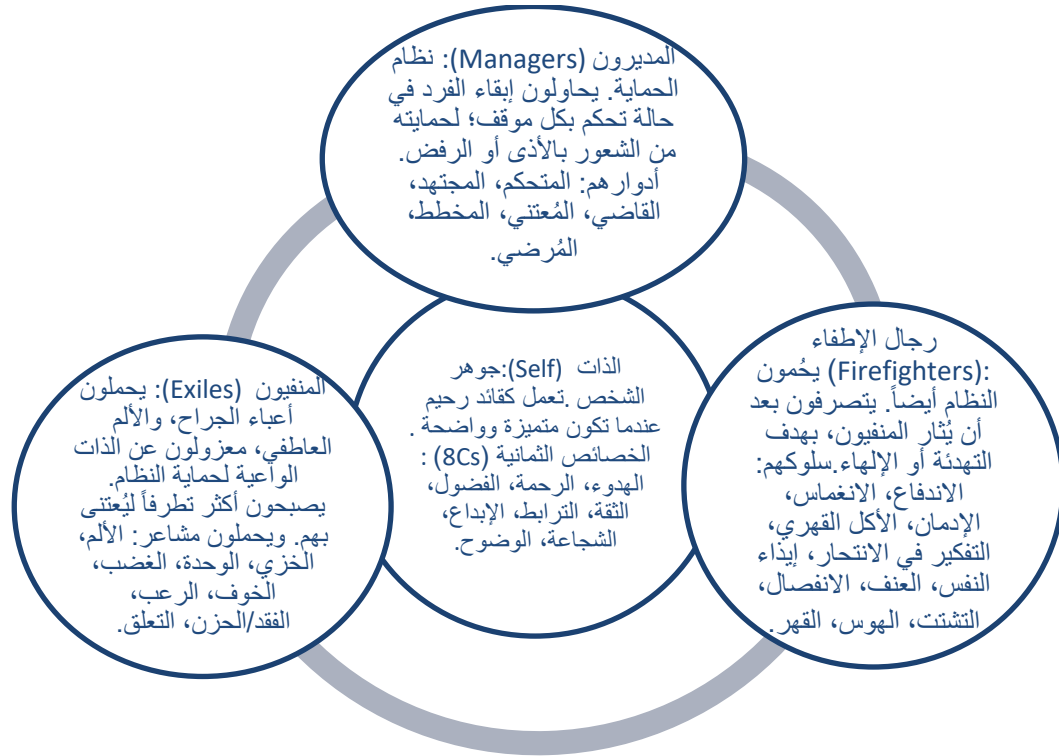 المديرون (Managers): نظام
الحماية. يحاولون إبقاء الفرد في
حالة تحكم بكل موقف؛ لحمايته
من الشعور بالأذى أو الرفض.
أدوارهم: المتحكم، المجتهد،
القاضي، المُعتني، المخطط،
المُرضي.
رجال الإطفاء
(Firefighters): يحُمون
النظام أيضاً. يتصرفون بعد
أن يُثار المنفيون، بهدف
التهدئة أو الإلهاء.سلوكهم:
الاندفاع، الانغماس،
الإدمان، الأكل القهري،
التفكير في الانتحار، إيذاء
النفس، العنف، الانفصال،
التشتت، الهوس، القهر.
الذات (Self):جوهر
الشخص .تعمل كقائد رحيم
عندما تكون متميزة وواضحة .
الخصائص الثمانية (8Cs) :
الهدوء، الرحمة، الفضول،
الثقة، الترابط، الإبداع،
الشجاعة، الوضوح.
المنفيون (Exiles): يحملون
أعباء الجراح، والألم
العاطفي، معزولون عن الذات
الواعية لحماية النظام.
يصبحون أكثر تطرفاً ليُعتنى
بهم. ويحملون مشاعر: الألم،
الخزي، الوحدة، الغضب،
الخوف، الرعب،
الفقد/الحزن، التعلق.